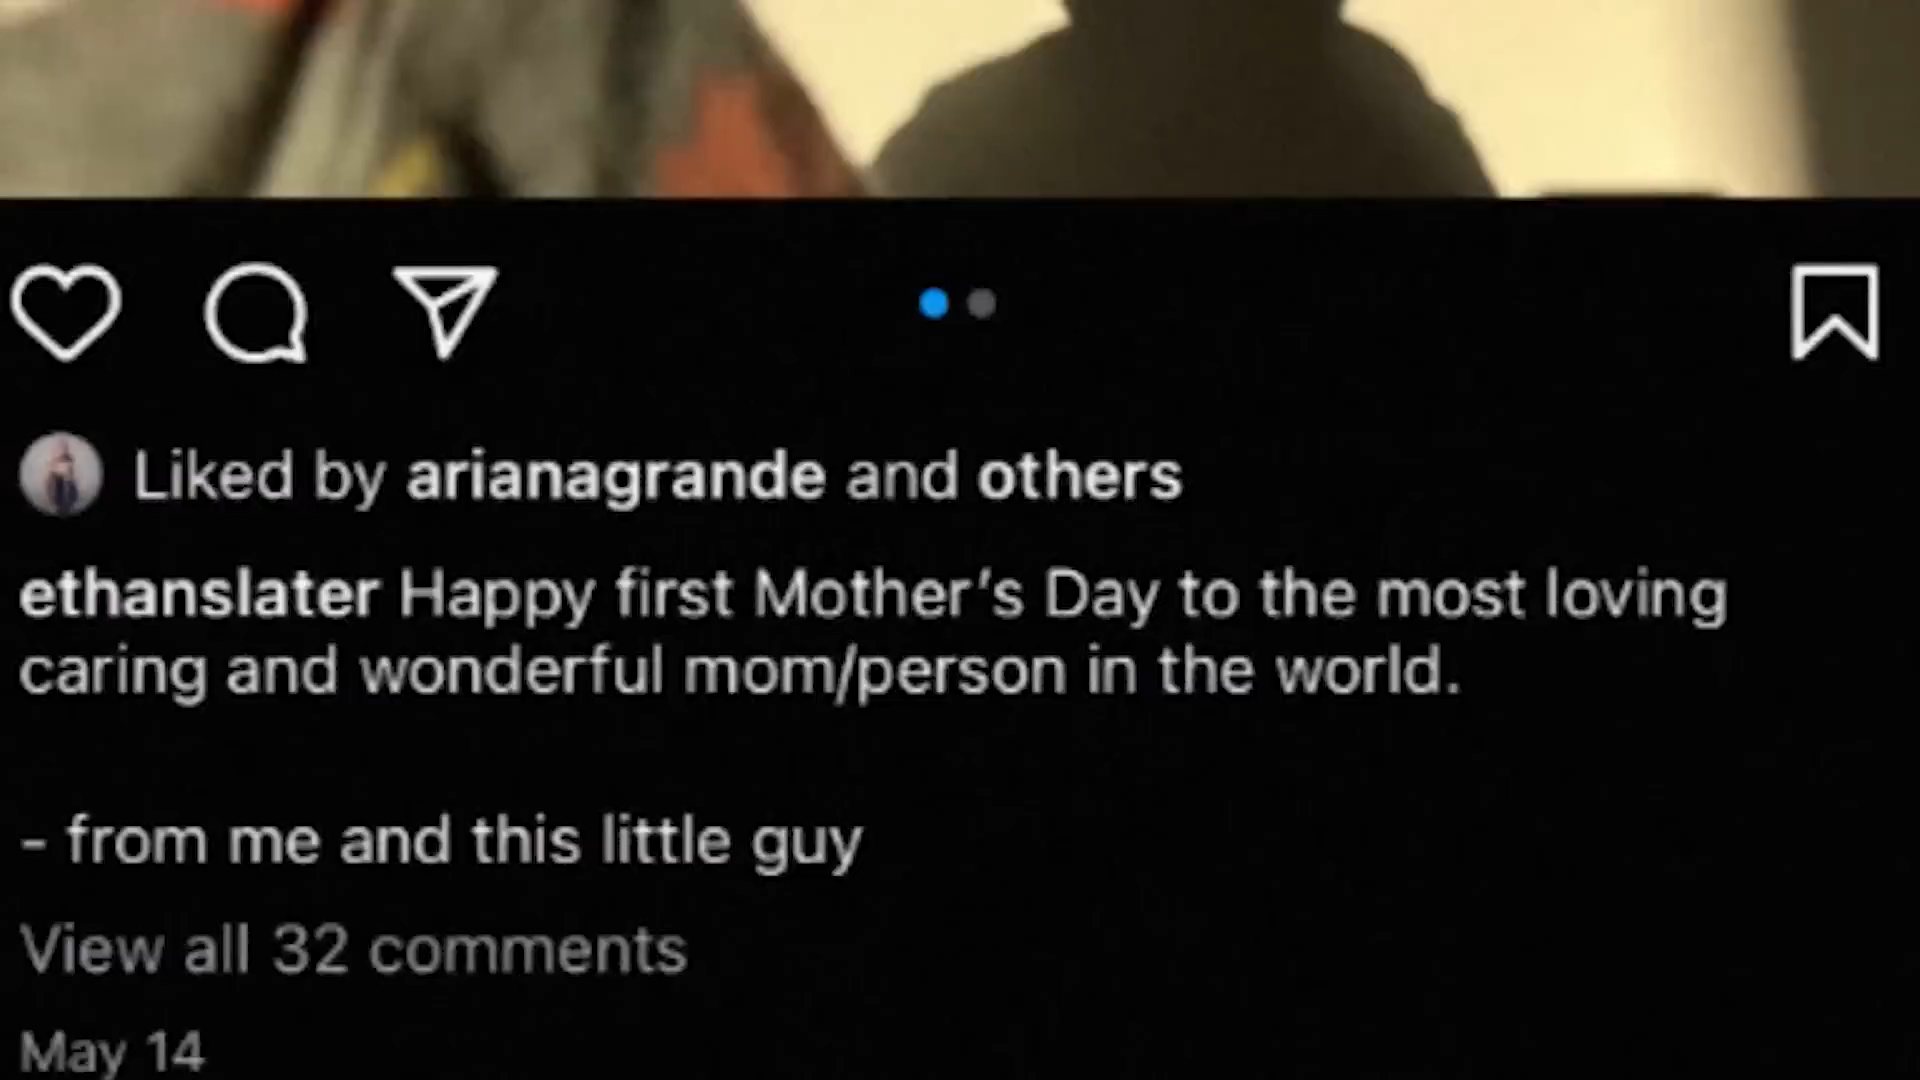 Liked by arianagrande and others
ethanslater Happy first Mother's Day to the most loving
caring and wonderful mom/person in the world.
- from me and this little guy
View all 32 comments
May 14